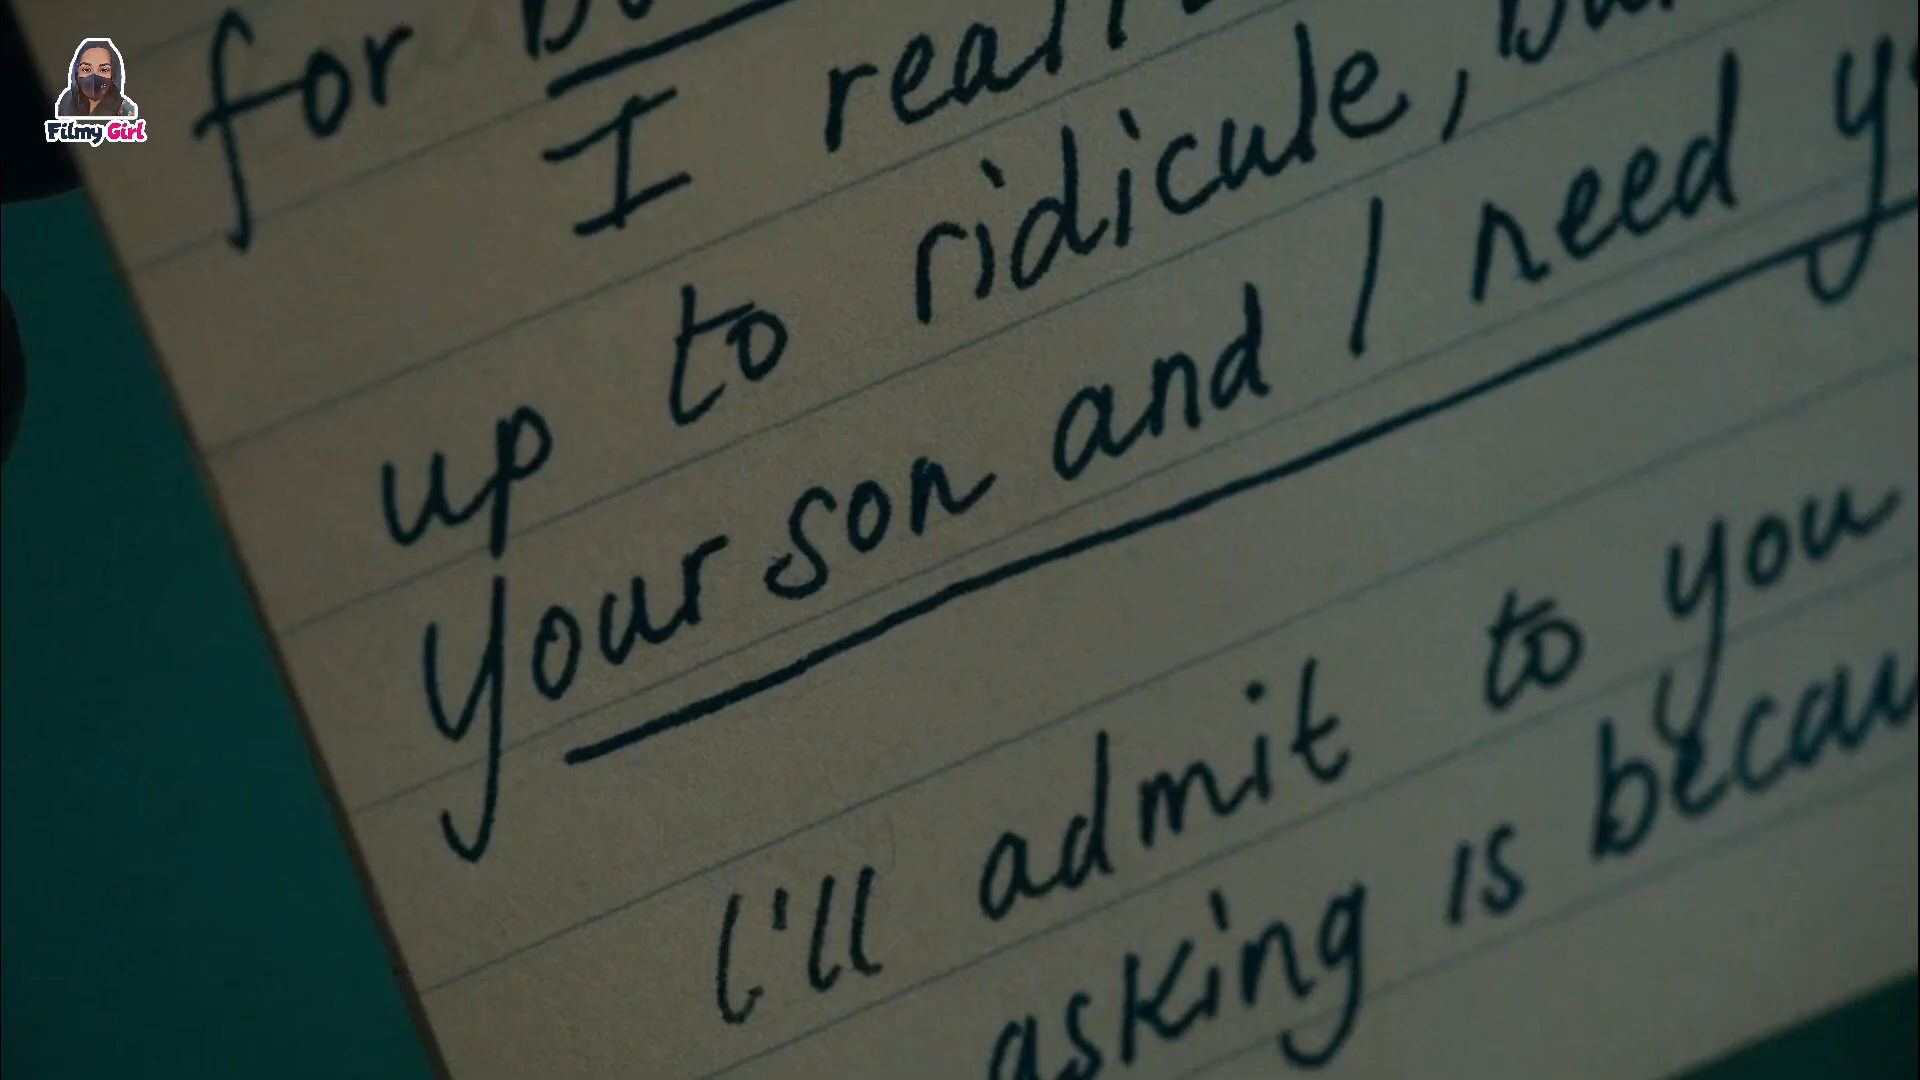 Filmy Girl
for
I
up to ridicule,
your son and I need
I'll admit to you
asking is